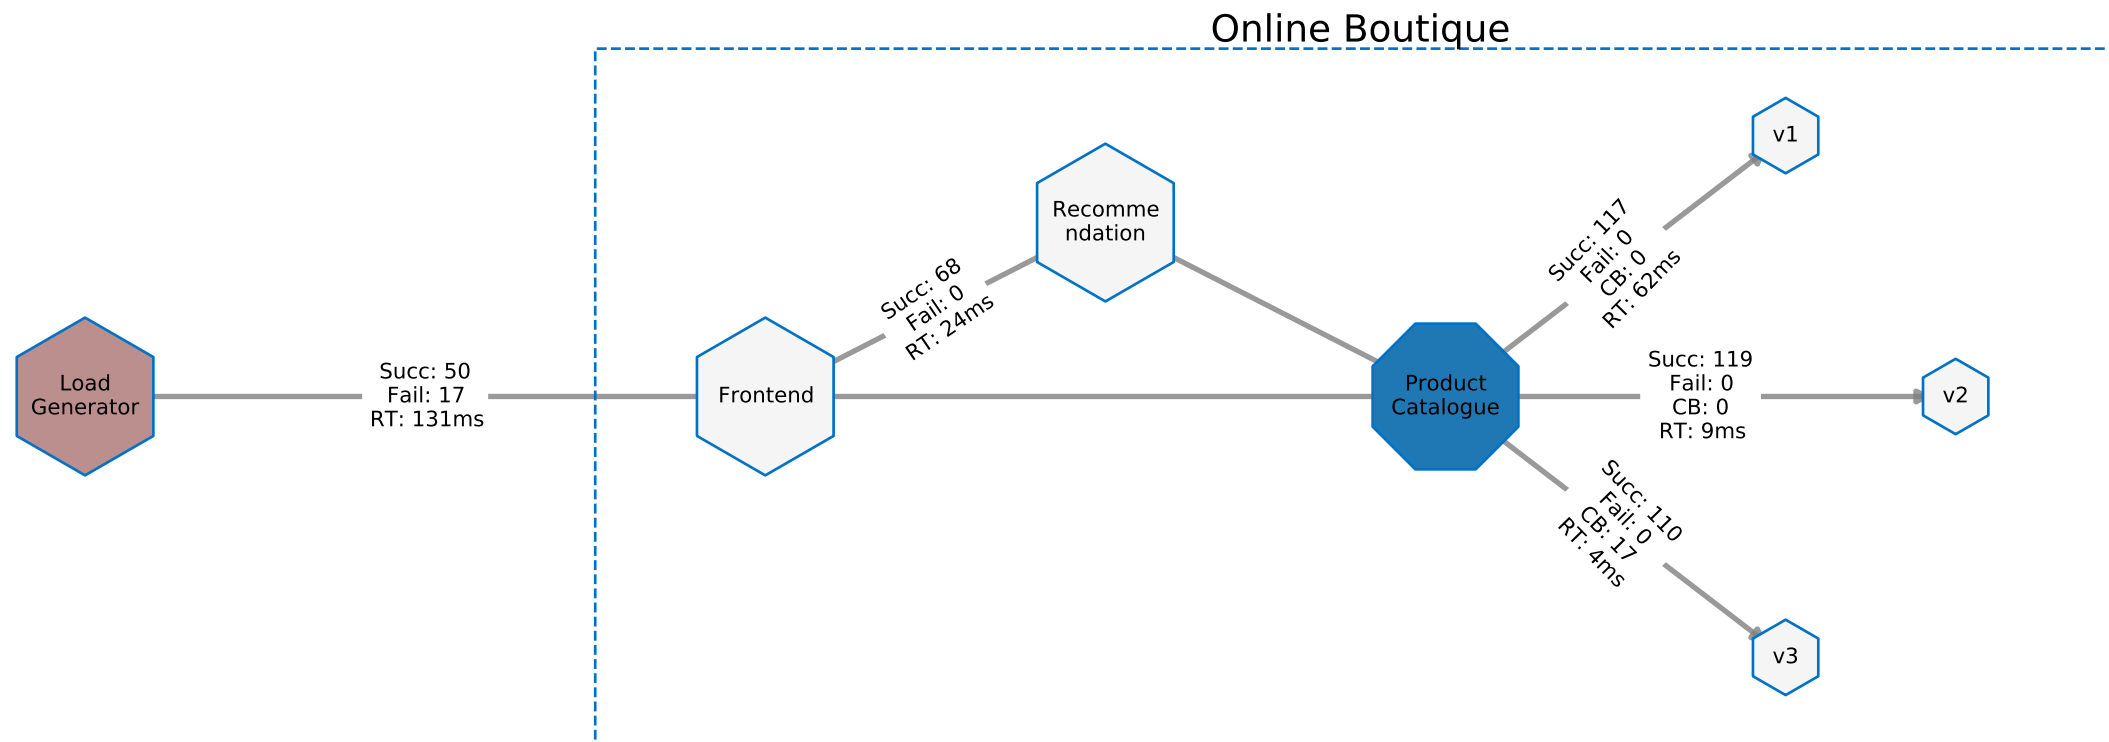 Online Boutique
Load
Generator
Succ: 50
Fail: 17
RT: 131ms
Frontend
Succ: 68
Fail: 0
RT: 24ms
Recomme
ndation
Product
Catalogue
Succ: 117
Fail: 0
CB: 0
RT: 62ms
v1
Succ: 119
Fail: 0
CB: 0
RT: 9ms
v2
Succ: 110
Fail: 0
CB: 17
RT: 4ms
v3